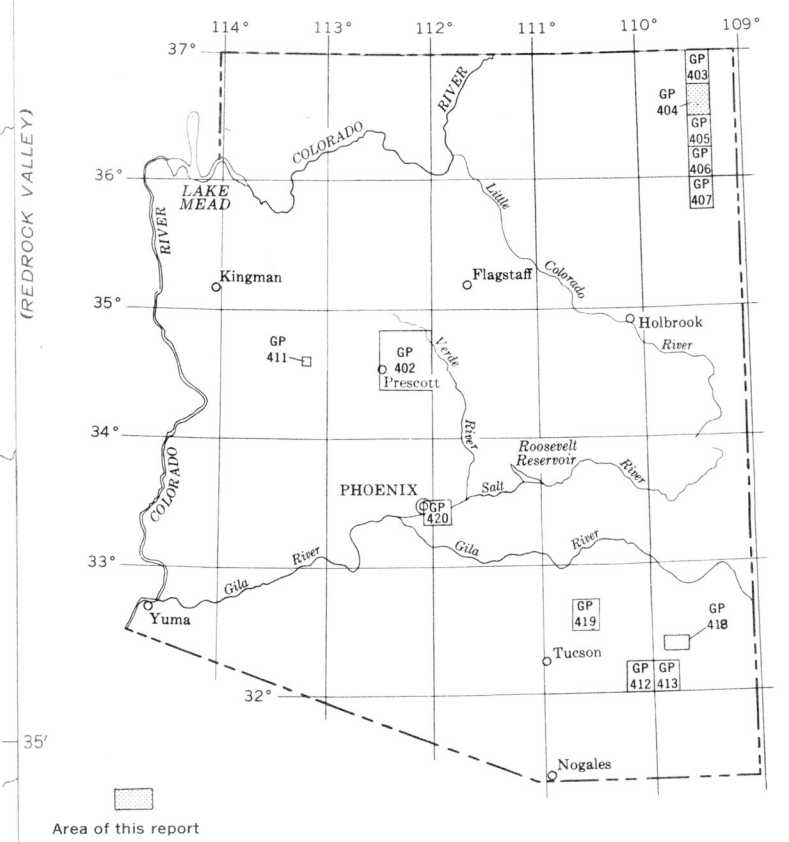 114° 113° 112° 111° 110° 109°
37°
GP
403
GP
404
GP
405
GP
406
GP
407
RIVER
COLORADO
36°
LAKE
MEAD
Little
Colorado
(REDROCK VALLEY)
RIVER
Kingman
Flagstaff
35°
Holbrook
River
GP
411
GP
402
Prescott
Verde
River
34°
COLORADO
Roosevelt
Reservoir
River
PHOENIX
Salt
GP
420
33°
Gila
River
Gila
River
Yuma
GP
419
GP
418
Tucson
GP
412
GP
413
32°
35'
Nogales
Area of this report